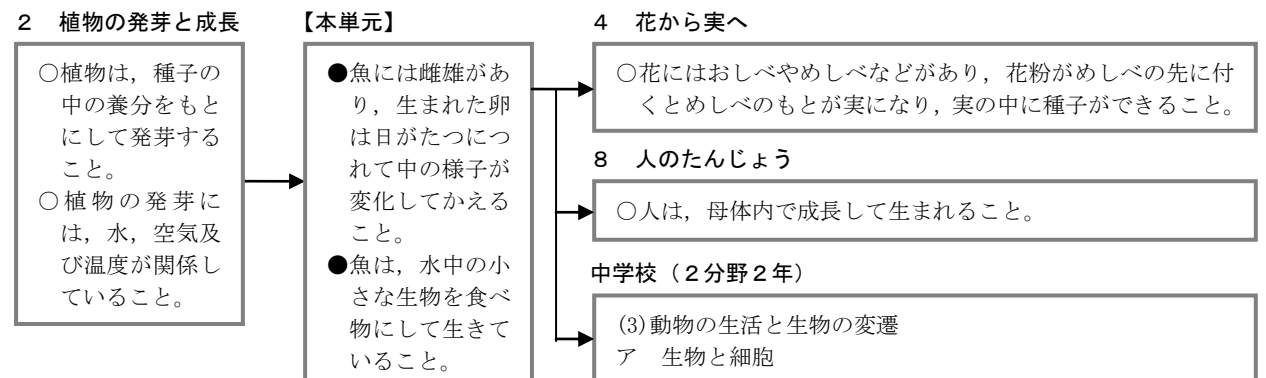 ２　植物の発芽と成長
○植物は，種子の
中の養分をもと
にして発芽する
こと。
○植物の発芽に
は，水，空気及
び温度が関係し
ていること。
【本単元】
●魚には雌雄があ
り，生まれた卵
は日がたつにつ
れて中の様子が
変化してかえる
こと。
●魚は，水中の小
さな生物を食べ
物にして生きて
いること。
４　花から実へ
○花にはおしべやめしべなどがあり，花粉がめしべの先に付
くとめしべのもとが実になり，実の中に種子ができること。
８　人のたんじょう
○人は，母体内で成長して生まれること。
中学校（２分野２年）
(3)動物の生活と生物の変遷
ア　生物と細胞